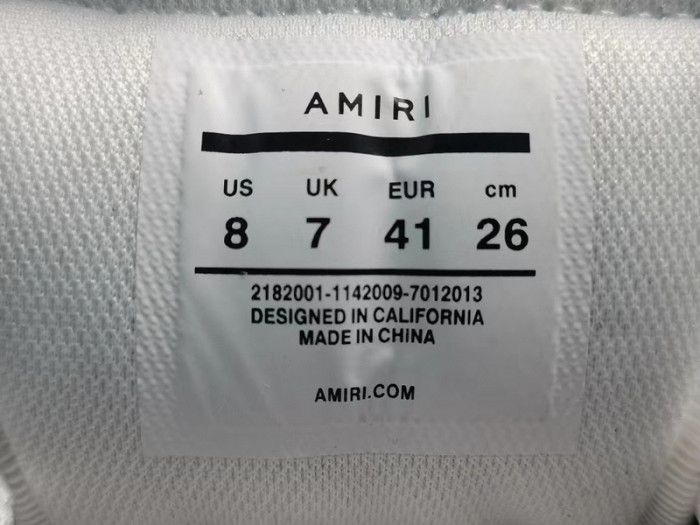 AMIRI
US UK EUR cm
8 7 41 26
2182001-1142009-7012013
DESIGNED IN CALIFORNIA
MADE IN CHINA
AMIRI.COM